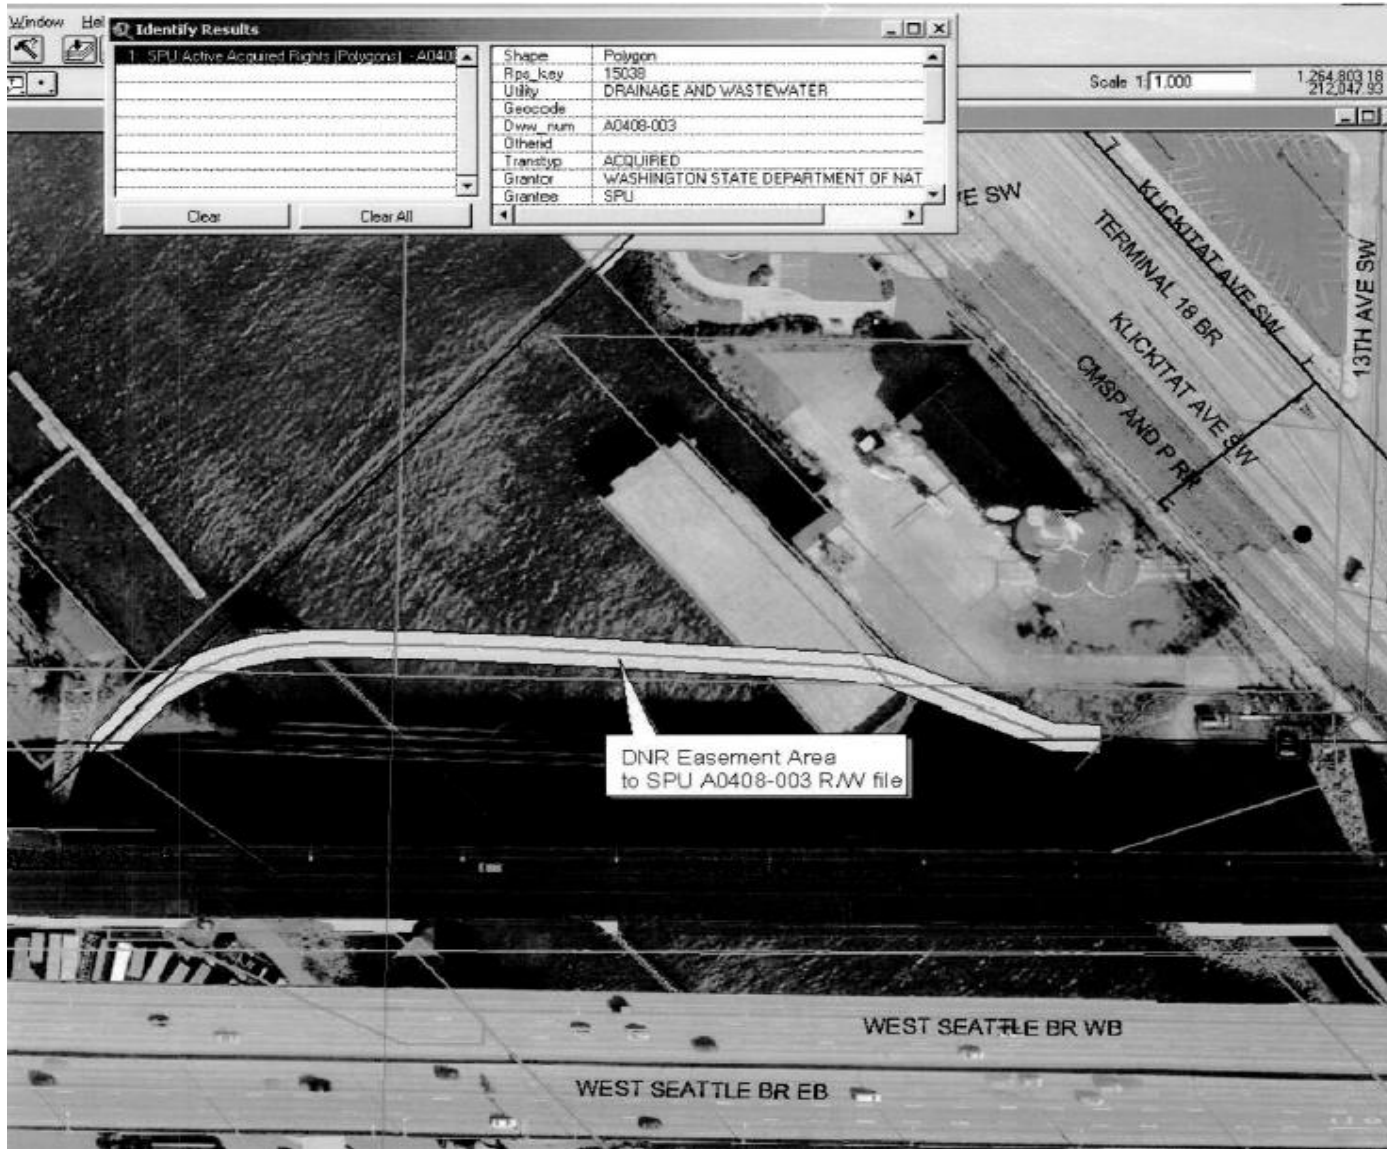 Window Hel
Identify Results
1 SPU Active Acquired Rights (Polygons) - A0408
Shape Polygon
Rps_key 15038
Utility DRAINAGE AND WASTEWATER
Geocode
Dww_num A0408-003
Otherid
Transtyp ACQUIRED
Grantor WASHINGTON STATE DEPARTMENT OF NAT
Grantee SPU
Clear Clear All
Scale 1: 1,000
1,264,803.18
212,047.93
E SW
KLICKITAT AVE SW
TERMINAL 18 BR
KLICKITAT AVE SW
CMSP AND P RR
13TH AVE SW
DNR Easement Area
to SPU A0408-003 R/W file
WEST SEATTLE BR WB
WEST SEATTLE BR EB